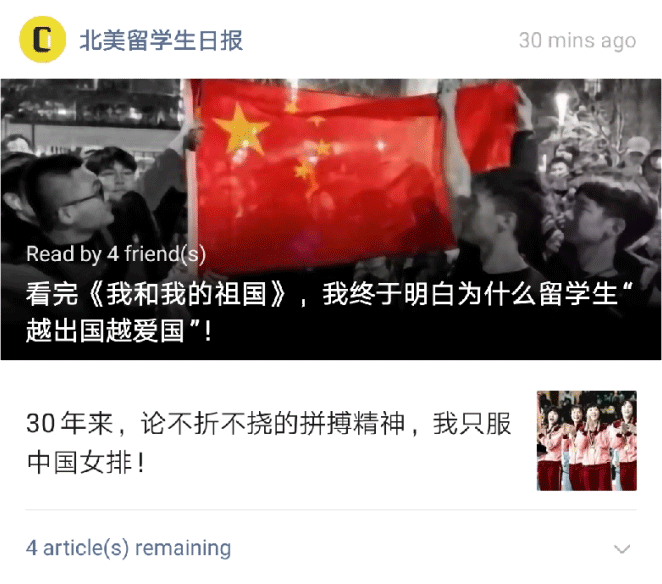 北美留学生日报
30 mins ago
Read by 4 friend(s)
看完《我和我的祖国》，我终于明白为什么留学生“
越出国越爱国”！
30年来，论不折不挠的拼搏精神，我只服
中国女排！
4 article(s) remaining